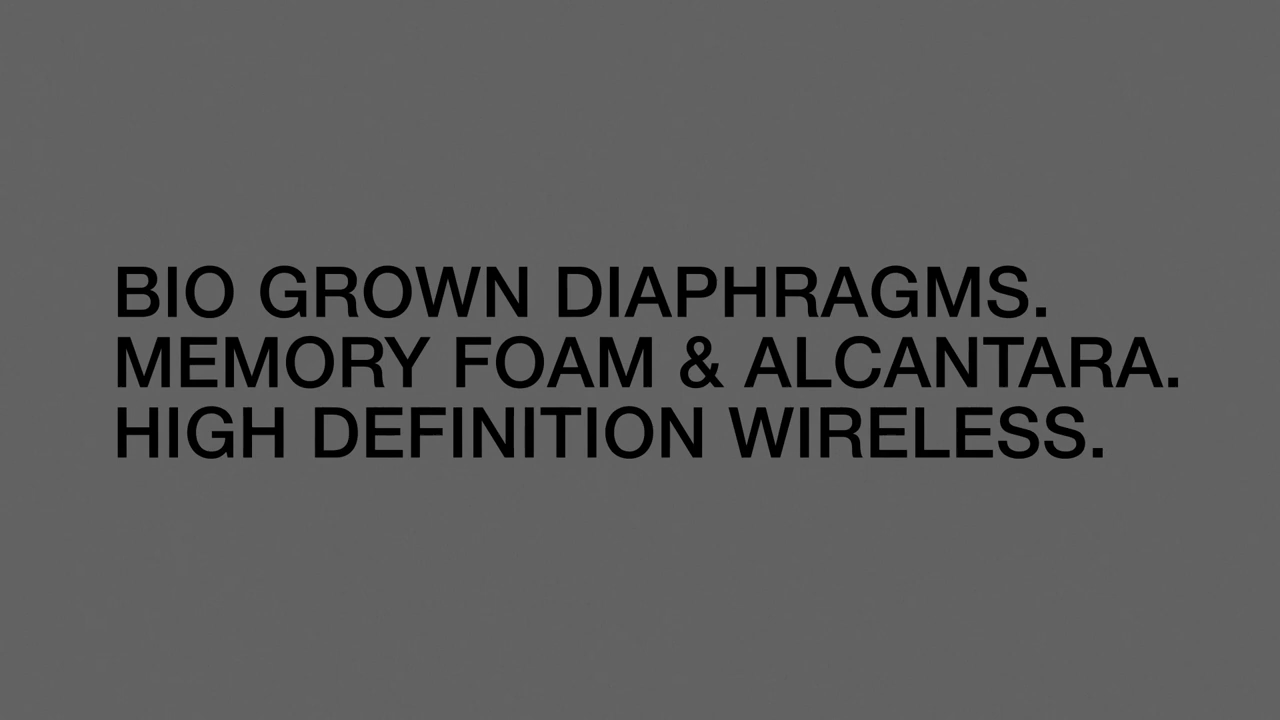 BIO GROWN DIAPHRAGMS.
MEMORY FOAM & ALCANTARA.
HIGH DEFINITION WIRELESS.